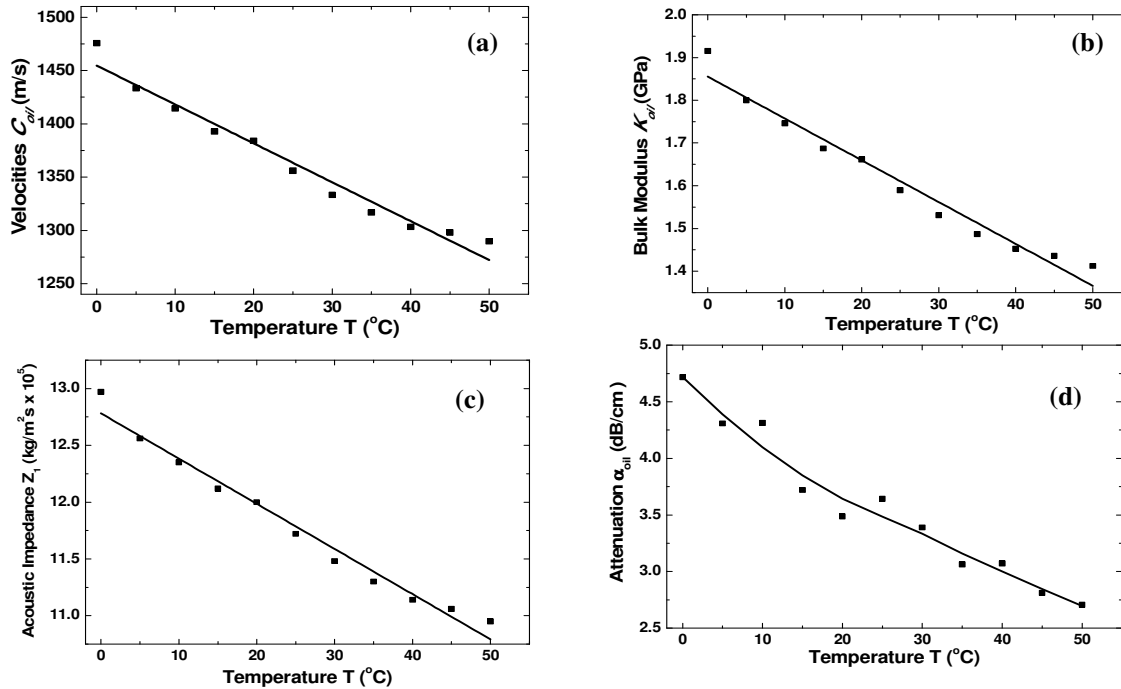 (a)
Velocities C_oil (m/s)
1500
1450
1400
1350
1300
1250
0 10 20 30 40 50
Temperature T (°C)
(b)
Bulk Modulus K_oil (GPa)
2.0
1.9
1.8
1.7
1.6
1.5
1.4
0 10 20 30 40 50
Temperature T (°C)
(c)
Acoustic Impedance Z₁ (kg/m²s x 10⁵)
13.0
12.5
12.0
11.5
11.0
0 10 20 30 40 50
Temperature T (°C)
(d)
Attenuation α_oil (dB/cm)
5.0
4.5
4.0
3.5
3.0
2.5
0 10 20 30 40 50
Temperature T (°C)